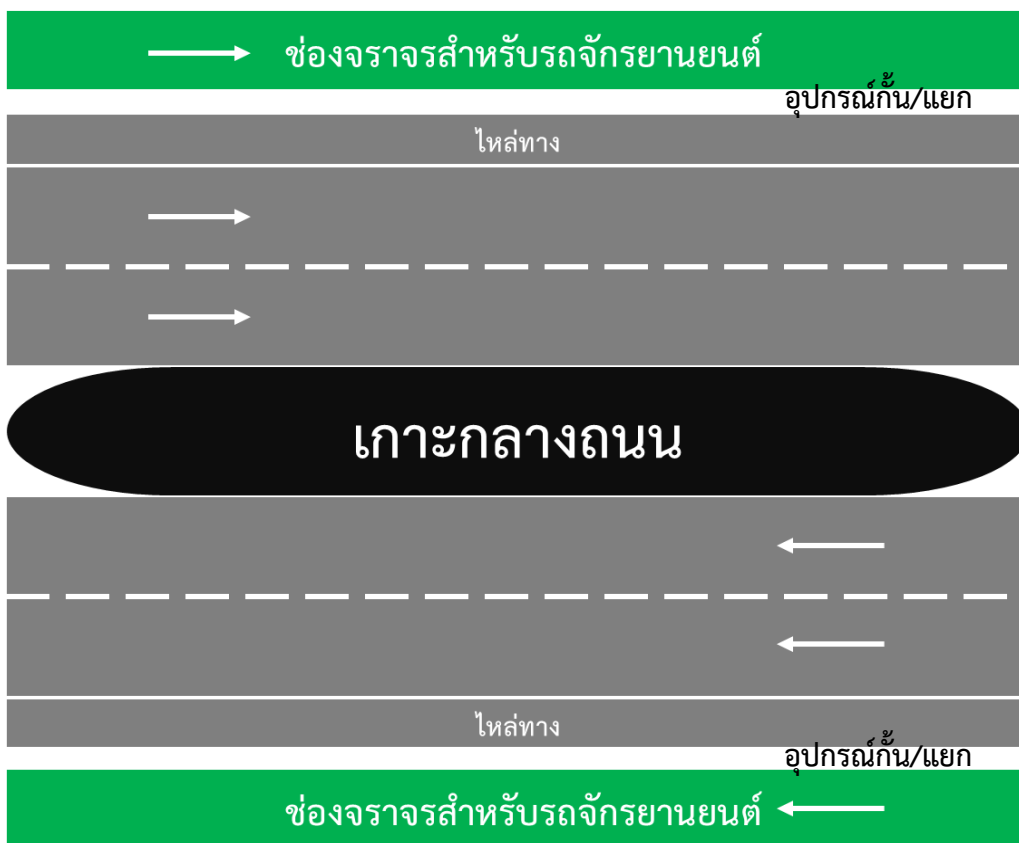 ช่องจราจรสำหรับรถจักรยานยนต์
อุปกรณ์กั้น/แยก
ไหล่ทาง
เกาะกลางถนน
ไหล่ทาง
อุปกรณ์กั้น/แยก
ช่องจราจรสำหรับรถจักรยานยนต์